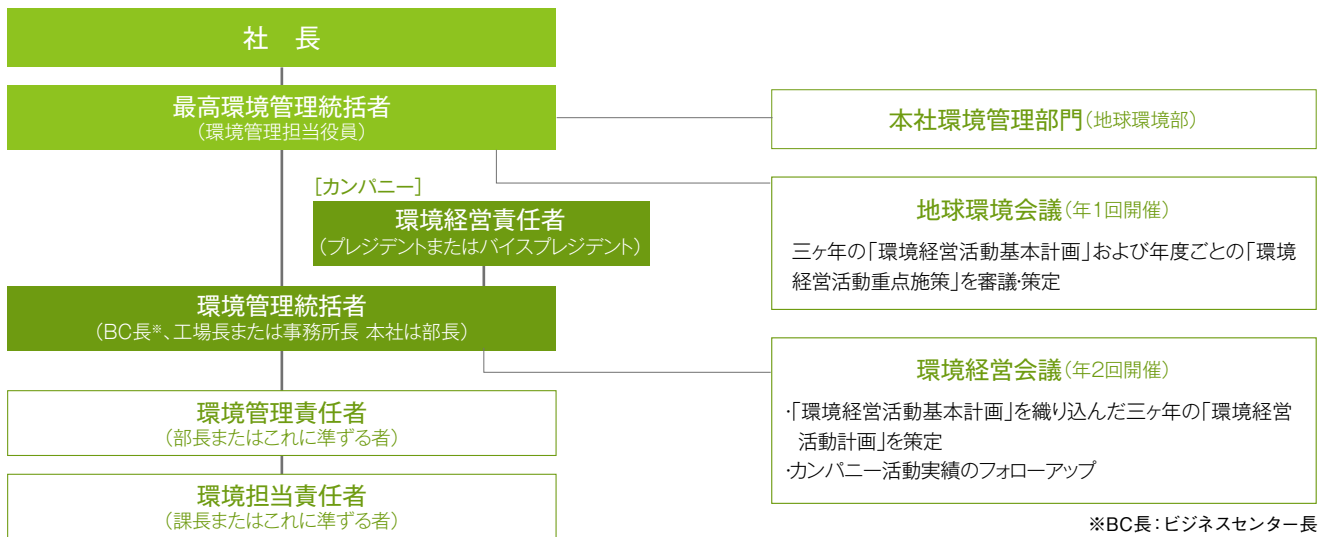 社 長
最高環境管理統括者
(環境管理担当役員)
本社環境管理部門(地球環境部)
[カンパニー]
環境経営責任者
(プレジデントまたはバイスプレジデント)
地球環境会議(年1回開催)
三ヶ年の「環境経営活動基本計画」および年度ごとの「環境
経営活動重点施策」を審議・策定
環境管理統括者
(BC長※、工場長または事務所長 本社は部長)
環境経営会議(年2回開催)
・「環境経営活動基本計画」を織り込んだ三ヶ年の「環境経営
活動計画」を策定
・カンパニー活動実績のフォローアップ
環境管理責任者
(部長またはこれに準ずる者)
環境担当責任者
(課長またはこれに準ずる者)
※BC長:ビジネスセンター長